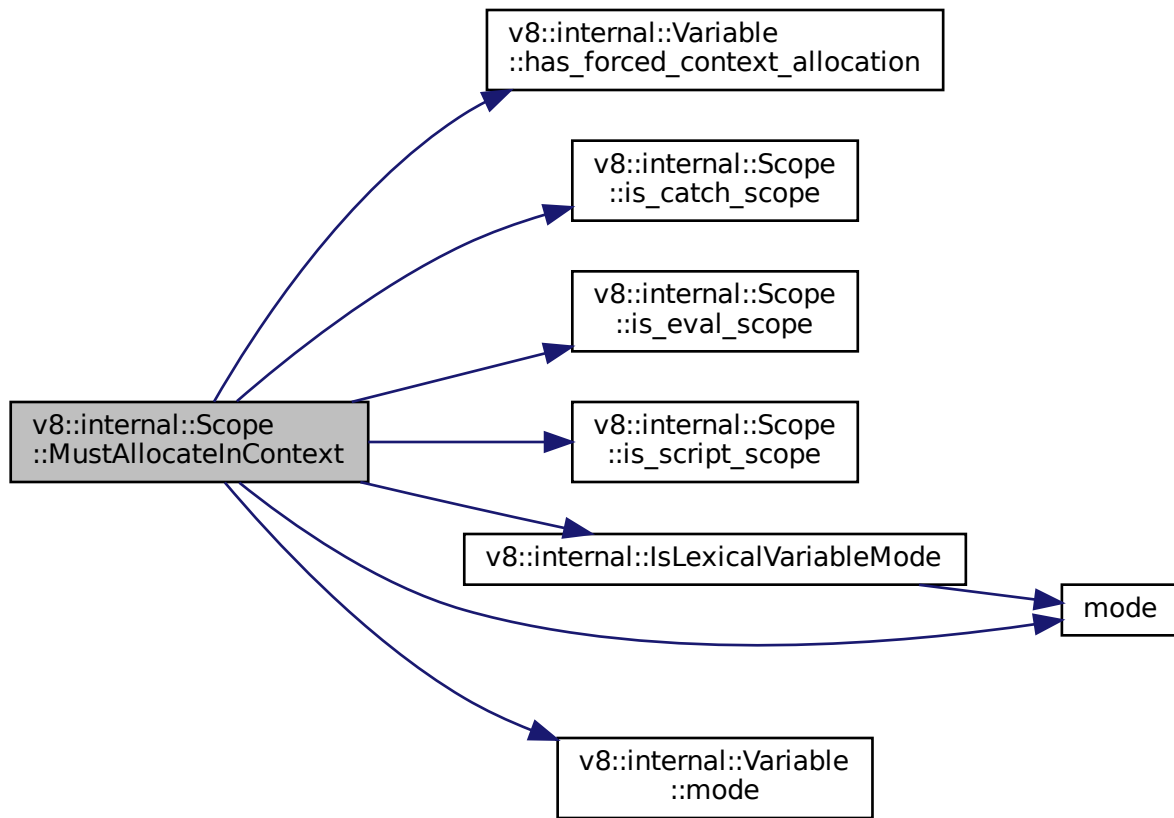 v8::internal::Variable
::has_forced_context_allocation
v8::internal::Scope
::is_catch_scope
v8::internal::Scope
::is_eval_scope
v8::internal::Scope
::MustAllocateInContext
v8::internal::Scope
::is_script_scope
v8::internal::IsLexicalVariableMode
mode
v8::internal::Variable
::mode